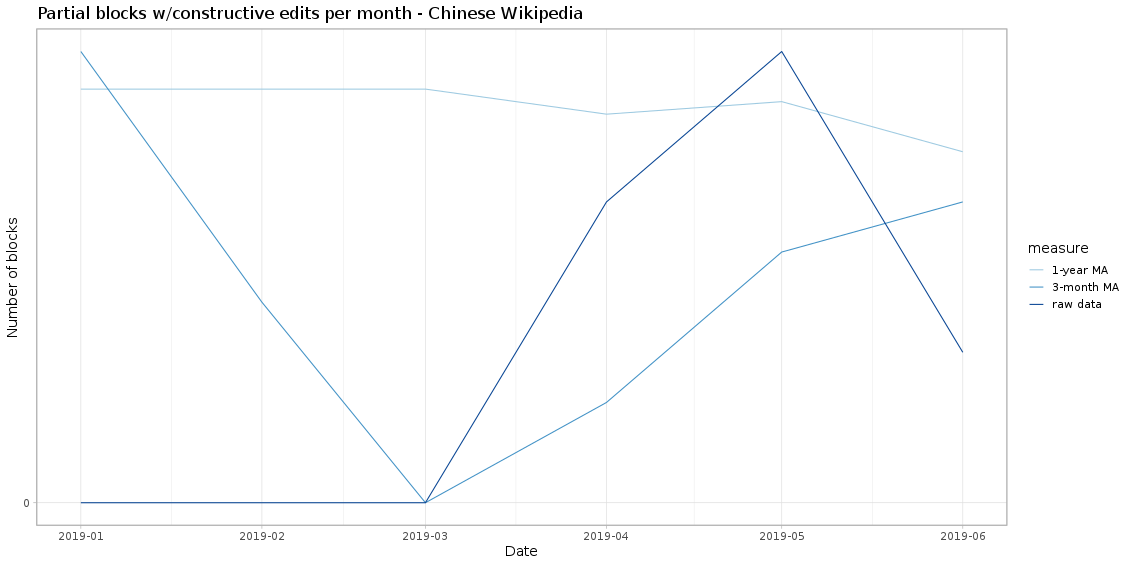 Partial blocks w/constructive edits per month - Chinese Wikipedia
Number of blocks
0
2019-01
2019-02
2019-03
2019-04
2019-05
2019-06
Date
measure
1-year MA
3-month MA
raw data